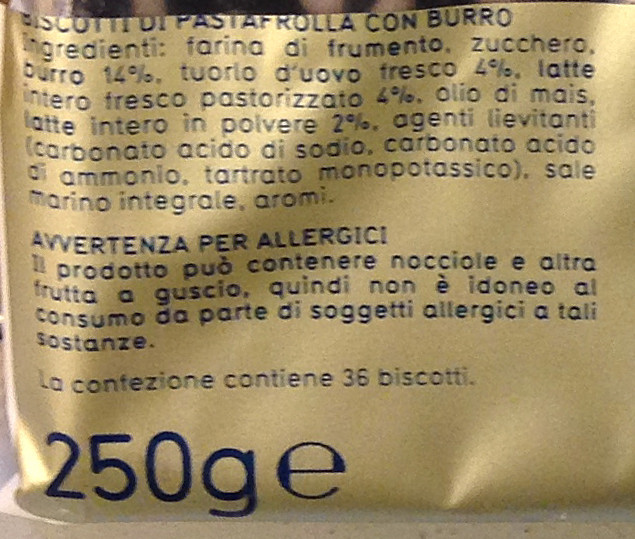 BISCOTTI DI PASTAFROLLA CON BURRO
Ingredienti: farina di frumento, zucchero,
burro 14%, tuorlo d'uovo fresco 4%, latte
intero fresco pastorizzato 4%, olio di mais,
latte intero in polvere 2%, agenti lievitanti
(carbonato acido di sodio, carbonato acido
di ammonio, tartrato monopotassico), sale
marino integrale, aromi.
AVVERTENZA PER ALLERGICI
Il prodotto può contenere nocciole e altra
frutta a guscio, quindi non è idoneo al
consumo da parte di soggetti allergici a tali
sostanze.
La confezione contiene 36 biscotti.
250g e